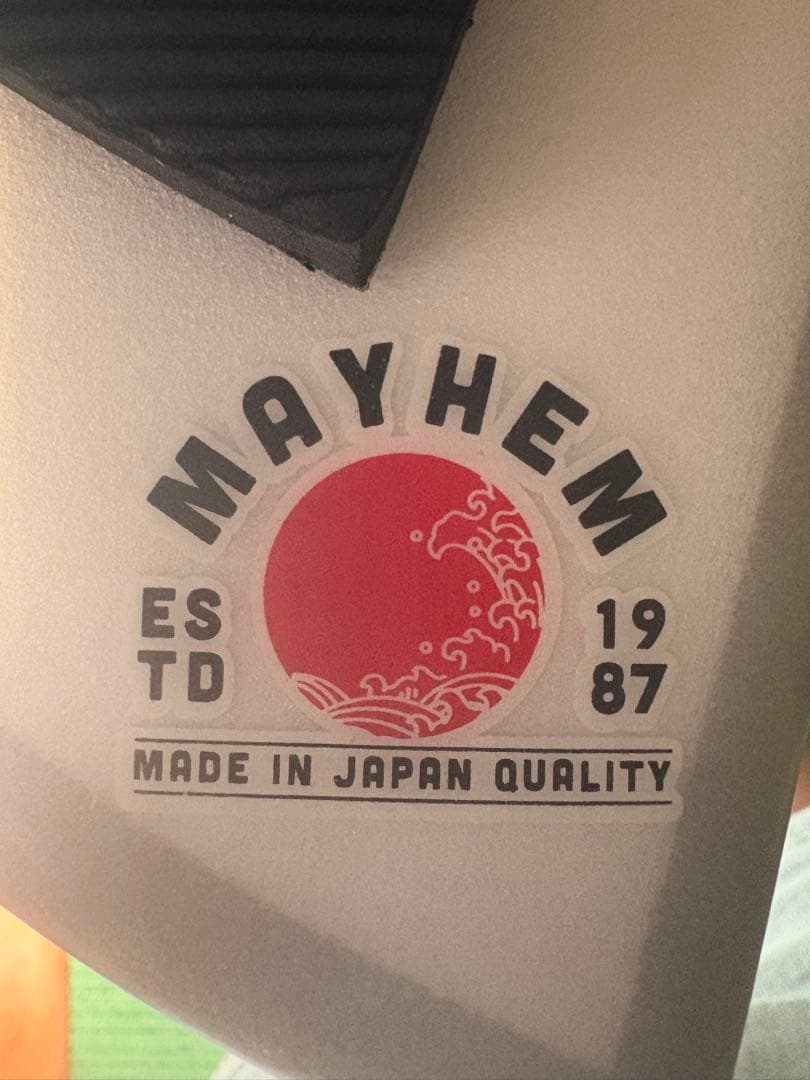 MAYHEM
ES
TD
19
87
MADE IN JAPAN QUALITY